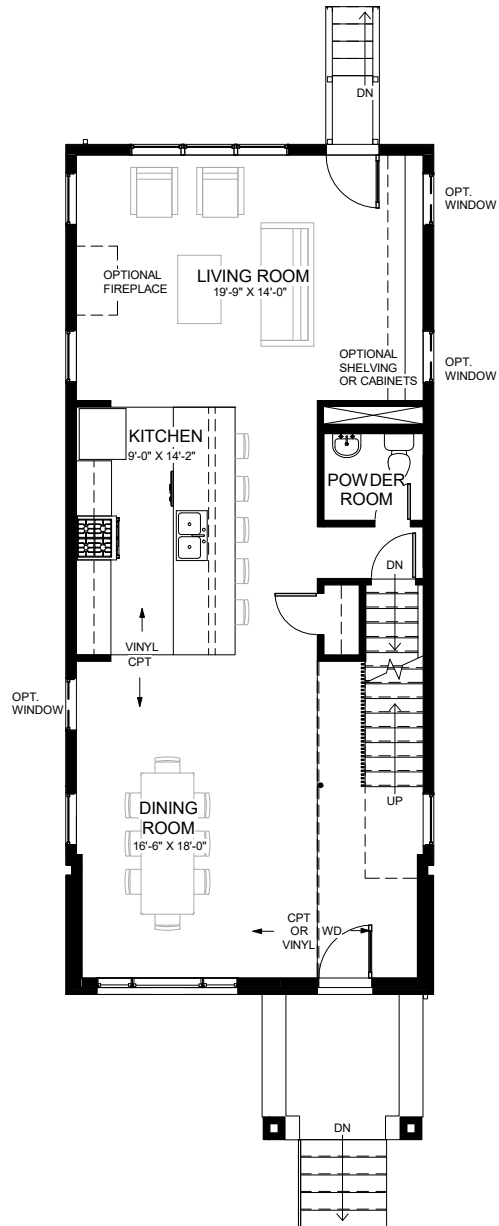 DN
OPT.
WINDOW
OPTIONAL
FIREPLACE
LIVING ROOM
19'-9" X 14'-0"
OPTIONAL
SHELVING
OR CABINETS
OPT.
WINDOW
KITCHEN
9'-0" X 14'-2"
POWDER
ROOM
DN
VINYL
CPT
OPT.
WINDOW
UP
DINING
ROOM
16'-6" X 18'-0"
CPT
OR
VINYL
WD
DN